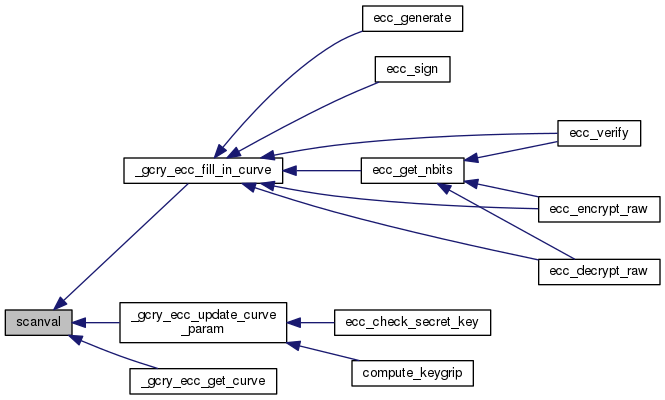 ecc_generate
ecc_sign
ecc_verify
_gcry_ecc_fill_in_curve
ecc_get_nbits
ecc_encrypt_raw
ecc_decrypt_raw
scanval
_gcry_ecc_update_curve
_param
ecc_check_secret_key
compute_keygrip
_gcry_ecc_get_curve